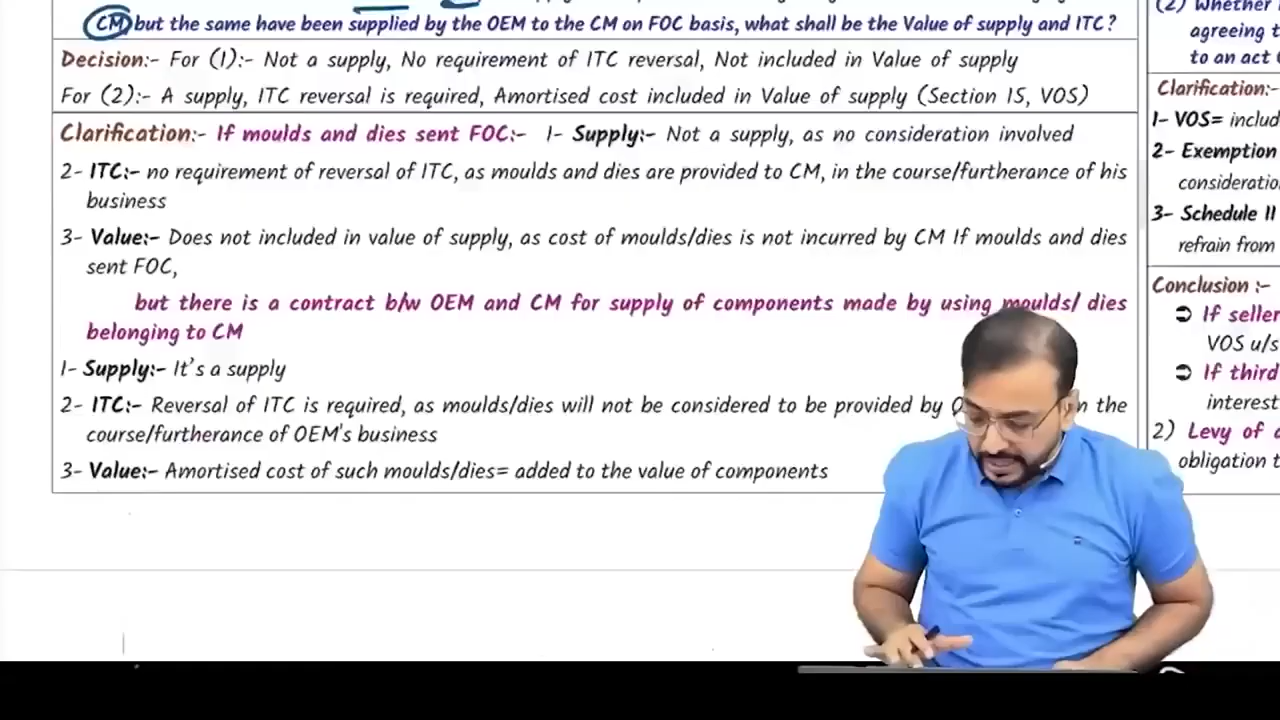 CM but the same have been supplied by the OEM to the CM on FOC basis, what shall be the Value of supply and ITC?
Decision:- For (1):- Not a supply, No requirement of ITC reversal, Not included in Value of supply
For (2):- A supply, ITC reversal is required, Amortised cost included in Value of supply (Section 15, VOS)
Clarification:- If moulds and dies sent FOC:- 1- Supply:- Not a supply, as no consideration involved
2- ITC:- no requirement of reversal of ITC, as moulds and dies are provided to CM, in the course/furtherance of his
business
3- Value:- Does not included in value of supply, as cost of moulds/dies is not incurred by CM If moulds and dies
sent FOC,
but there is a contract b/w OEM and CM for supply of components made by using moulds/ dies
belonging to CM
1- Supply:- It's a supply
2- ITC:- Reversal of ITC is required, as moulds/dies will not be considered to be provided by the
course/furtherance of OEM's business
3- Value:- Amortised cost of such moulds/dies= added to the value of components
(2) Whether
agreeing
to an act
Clarification:-
1- VOS=
2- Exemption
3- Schedule II
refrain from
Conclusion :-
➲ If
VOS
➲ If third
2) Levy of
obligation